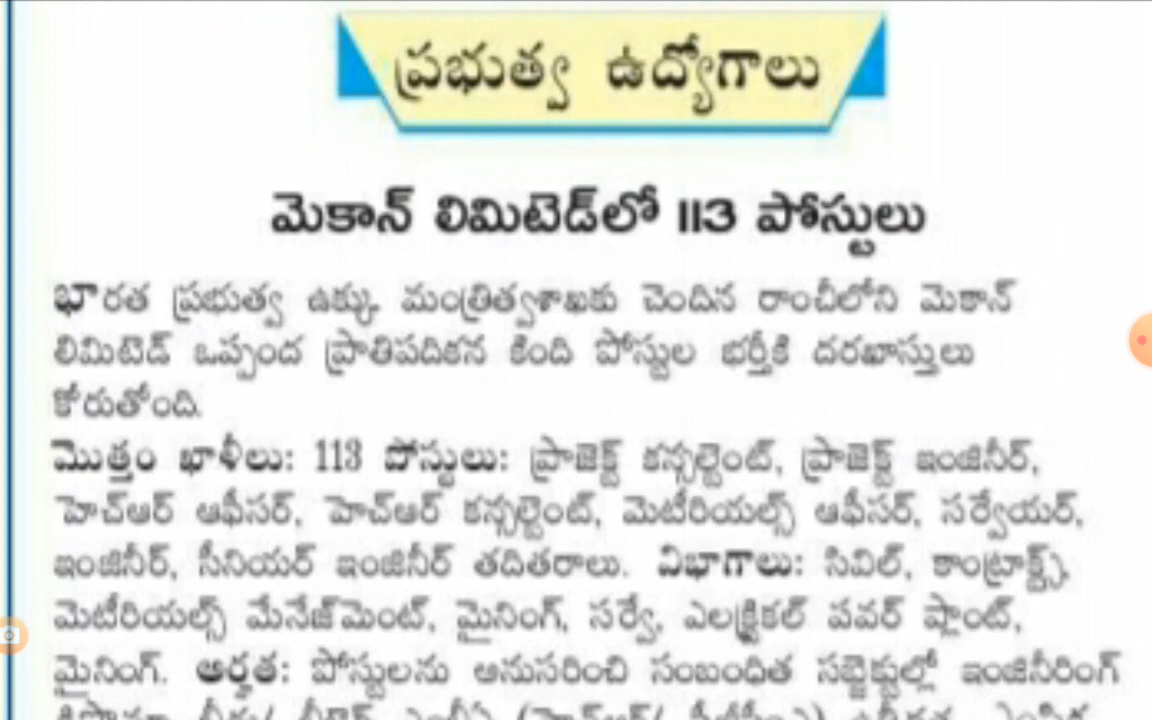 ప్రభుత్వ ఉద్యోగాలు
మెకాన్ లిమిటెడ్‌లో 113 పోస్టులు
భారత ప్రభుత్వ ఉక్కు మంత్రిత్వశాఖకు చెందిన రాంచీలోని మెకాన్
లిమిటెడ్ ఒప్పంద ప్రాతిపదికన కింది పోస్టుల భర్తీకి దరఖాస్తులు
కోరుతోంది.
మొత్తం ఖాళీలు: 113 పోస్టులు: ప్రాజెక్ట్ కన్సల్టెంట్, ప్రాజెక్ట్ ఇంజినీర్,
హెచ్ఆర్ ఆఫీసర్, హెచ్ఆర్ కన్సల్టెంట్, మెటీరియల్స్ ఆఫీసర్, సర్వేయర్,
ఇంజినీర్, సీనియర్ ఇంజినీర్ తదితరాలు. విభాగాలు: సివిల్, కాంట్రాక్ట్స్,
మెటీరియల్స్ మేనేజ్‌మెంట్, మైనింగ్, సర్వే, ఎలక్ట్రికల్ పవర్ ప్లాంట్,
మైనింగ్. అర్హత: పోస్టులను అనుసరించి సంబంధిత సబ్జెక్టుల్లో ఇంజినీరింగ్